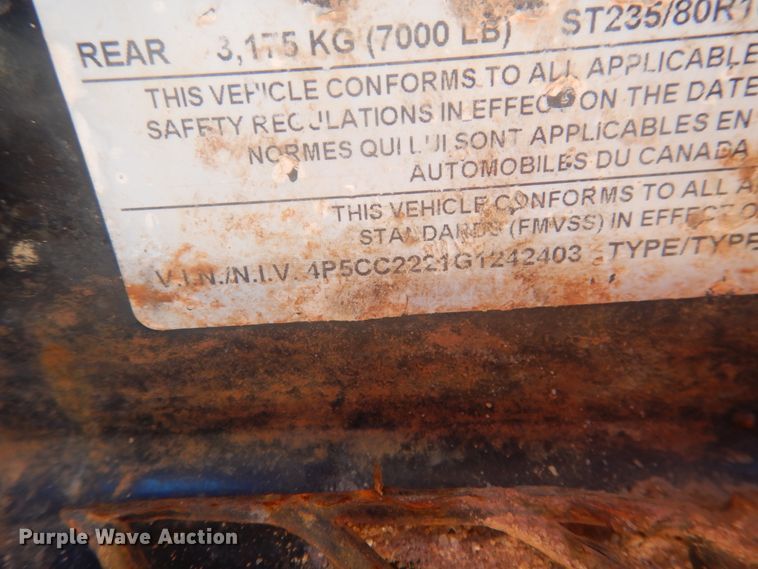 REAR 3,175 KG (7000 LB) ST235/80R1
THIS VEHICLE CONFORMS TO ALL APPLICABLE
SAFETY REGULATIONS IN EFFECT ON THE DATE
NORMES QUI LUI SONT APPLICABLES EN
AUTOMOBILES DU CANADA
THIS VEHICLE CONFORMS TO ALL A
STANDARDS (FMVSS) IN EFFECT O
V.I.N./N.I.V. 4P5CC2221G1242403 TYPE/TYPE
Purple Wave Auction